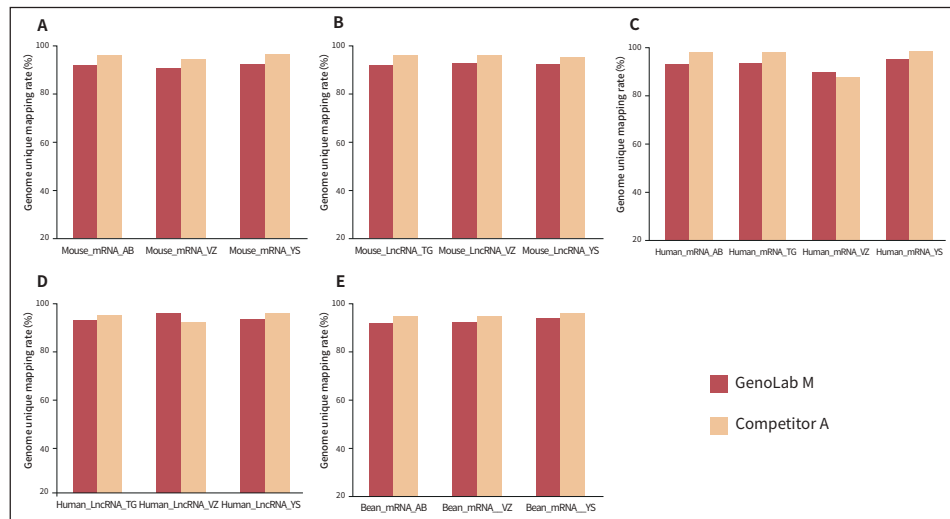 A
Genome unique mapping rate (%)
100
80
60
40
20
Mouse_mRNA_AB Mouse_mRNA_VZ Mouse_mRNA_YS
B
Genome unique mapping rate (%)
100
80
60
40
20
Mouse_LncRNA_TG Mouse_LncRNA_VZ Mouse_LncRNA_YS
C
Genome unique mapping rate (%)
100
80
60
40
20
Human_mRNA_AB Human_mRNA_TG Human_mRNA_VZ Human_mRNA_YS
D
Genome unique mapping rate (%)
100
80
60
40
20
Human_LncRNA_TG Human_LncRNA_VZ Human_LncRNA_YS
E
Genome unique mapping rate (%)
100
80
60
40
20
Bean_mRNA_AB Bean_mRNA__VZ Bean_mRNA__YS
GenoLab M
Competitor A